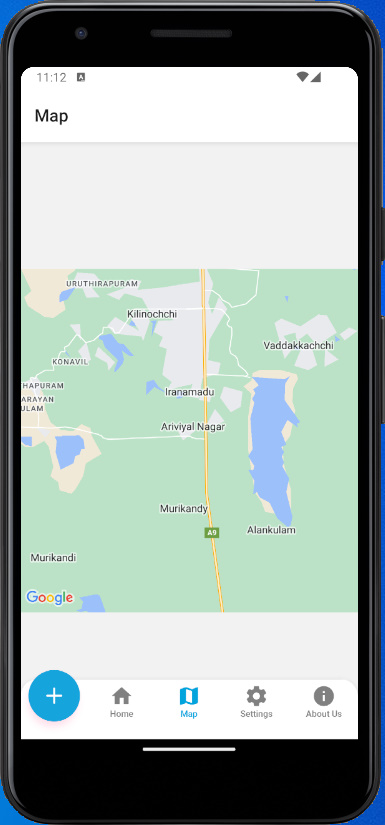 11:12 A
Map
URUTHIRAPURAM
Kilinochchi
Vaddakkachchi
KONAVIL
HAPURAM
Iranamadu
ARAYAN
ULAM
Ariviyal Nagar
Murikandy
A9
Alankulam
Murikandi
Google
Home
Map
Settings
About Us